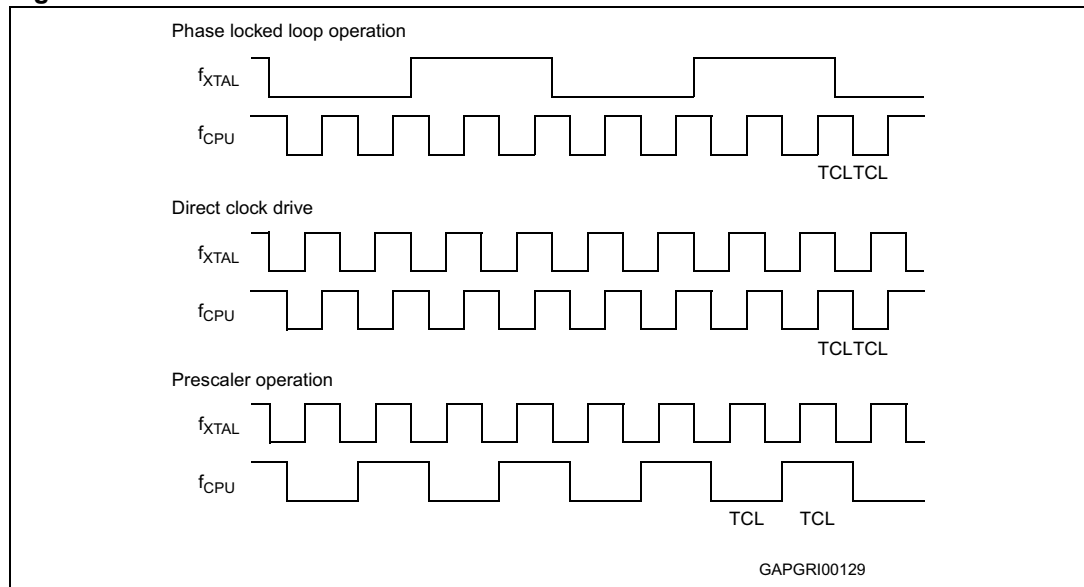 Phase locked loop operation
fXTAL
fCPU
TCLTCL
Direct clock drive
fXTAL
fCPU
TCLTCL
Prescaler operation
fXTAL
fCPU
TCL TCL
GAPGRI00129